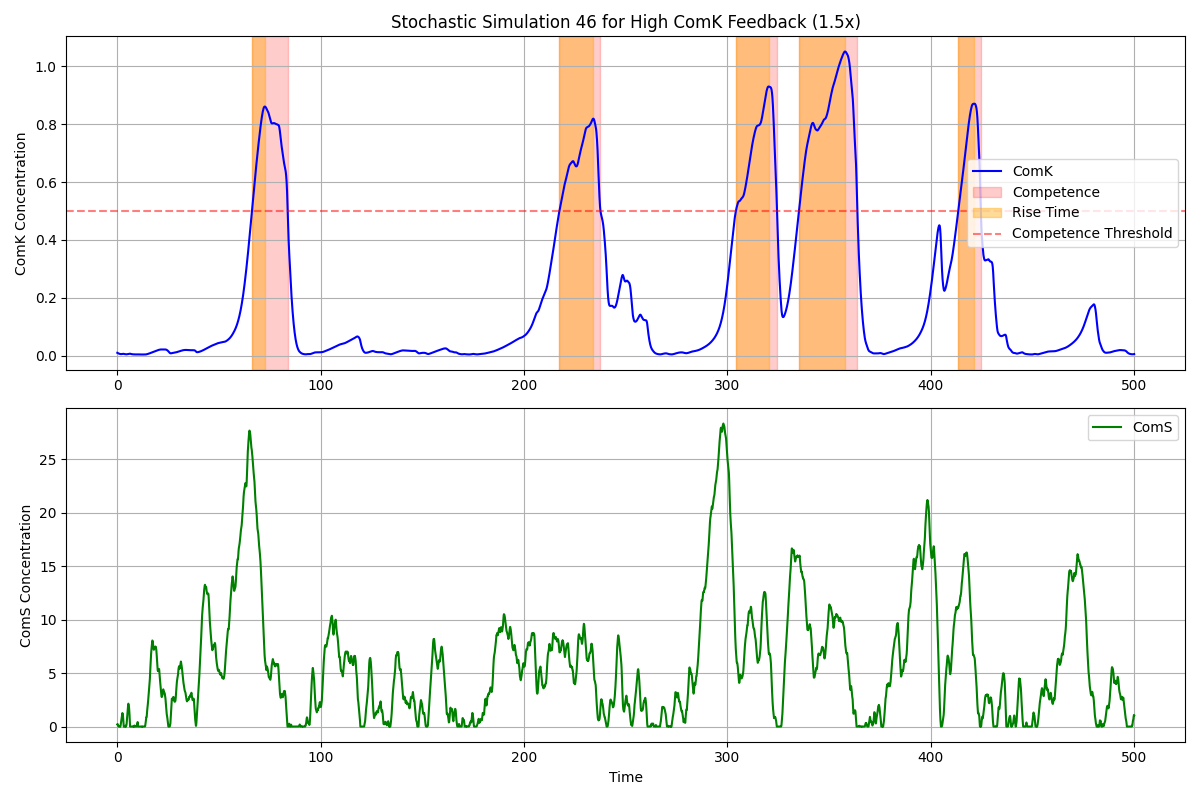 Stochastic Simulation 46 for High ComK Feedback (1.5x)
ComK Concentration
1.0
0.8
0.6
0.4
0.2
0.0
ComK
Competence
Rise Time
Competence Threshold
0 100 200 300 400 500
ComS Concentration
25
20
15
10
5
0
ComS
0 100 200 300 400 500
Time